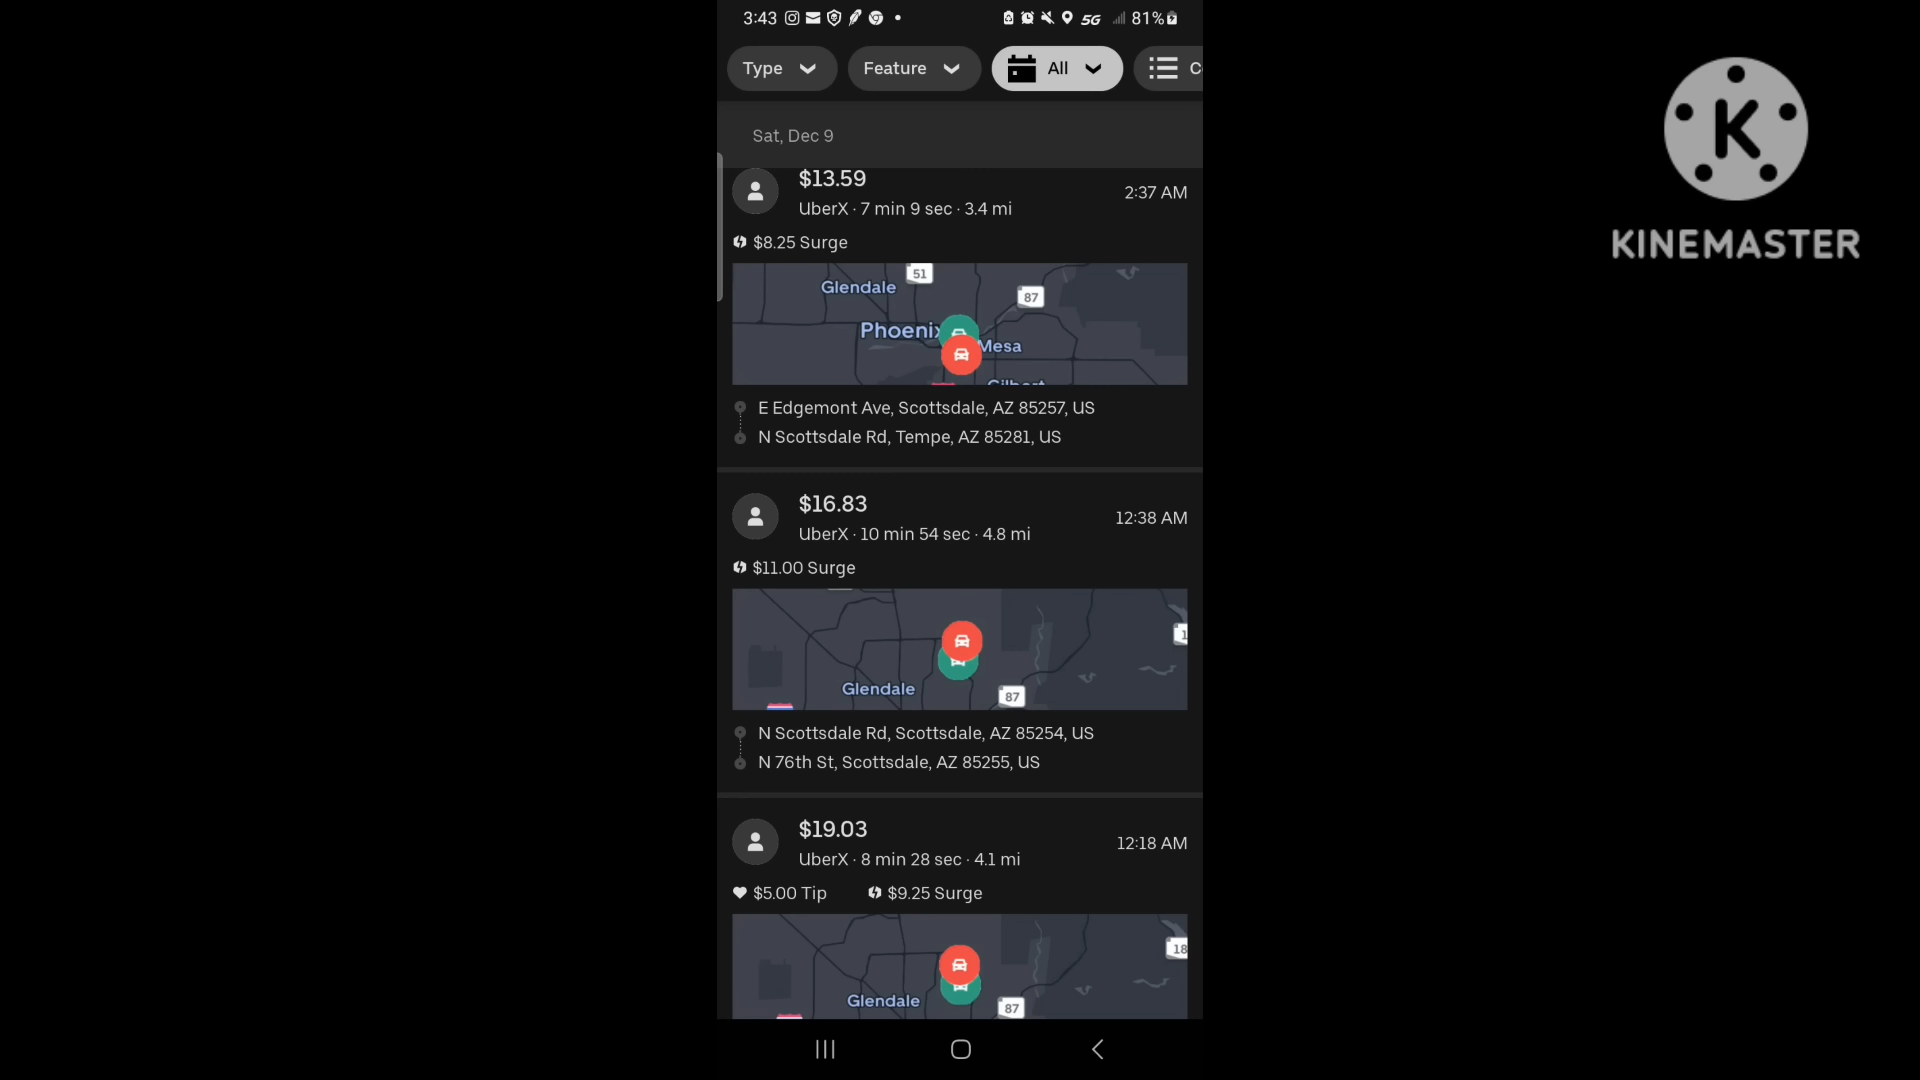 3:43 5G 81%
Type Feature All C
Sat, Dec 9
$13.59
2:37 AM
UberX · 7 min 9 sec · 3.4 mi
$8.25 Surge
51
Glendale
87
Phoenix
Mesa
Gilbert
E Edgemont Ave, Scottsdale, AZ 85257, US
N Scottsdale Rd, Tempe, AZ 85281, US
$16.83
12:38 AM
UberX · 10 min 54 sec · 4.8 mi
$11.00 Surge
1
Glendale
87
N Scottsdale Rd, Scottsdale, AZ 85254, US
N 76th St, Scottsdale, AZ 85255, US
$19.03
12:18 AM
UberX · 8 min 28 sec · 4.1 mi
$5.00 Tip $9.25 Surge
18
Glendale
87
K
KINEMASTER